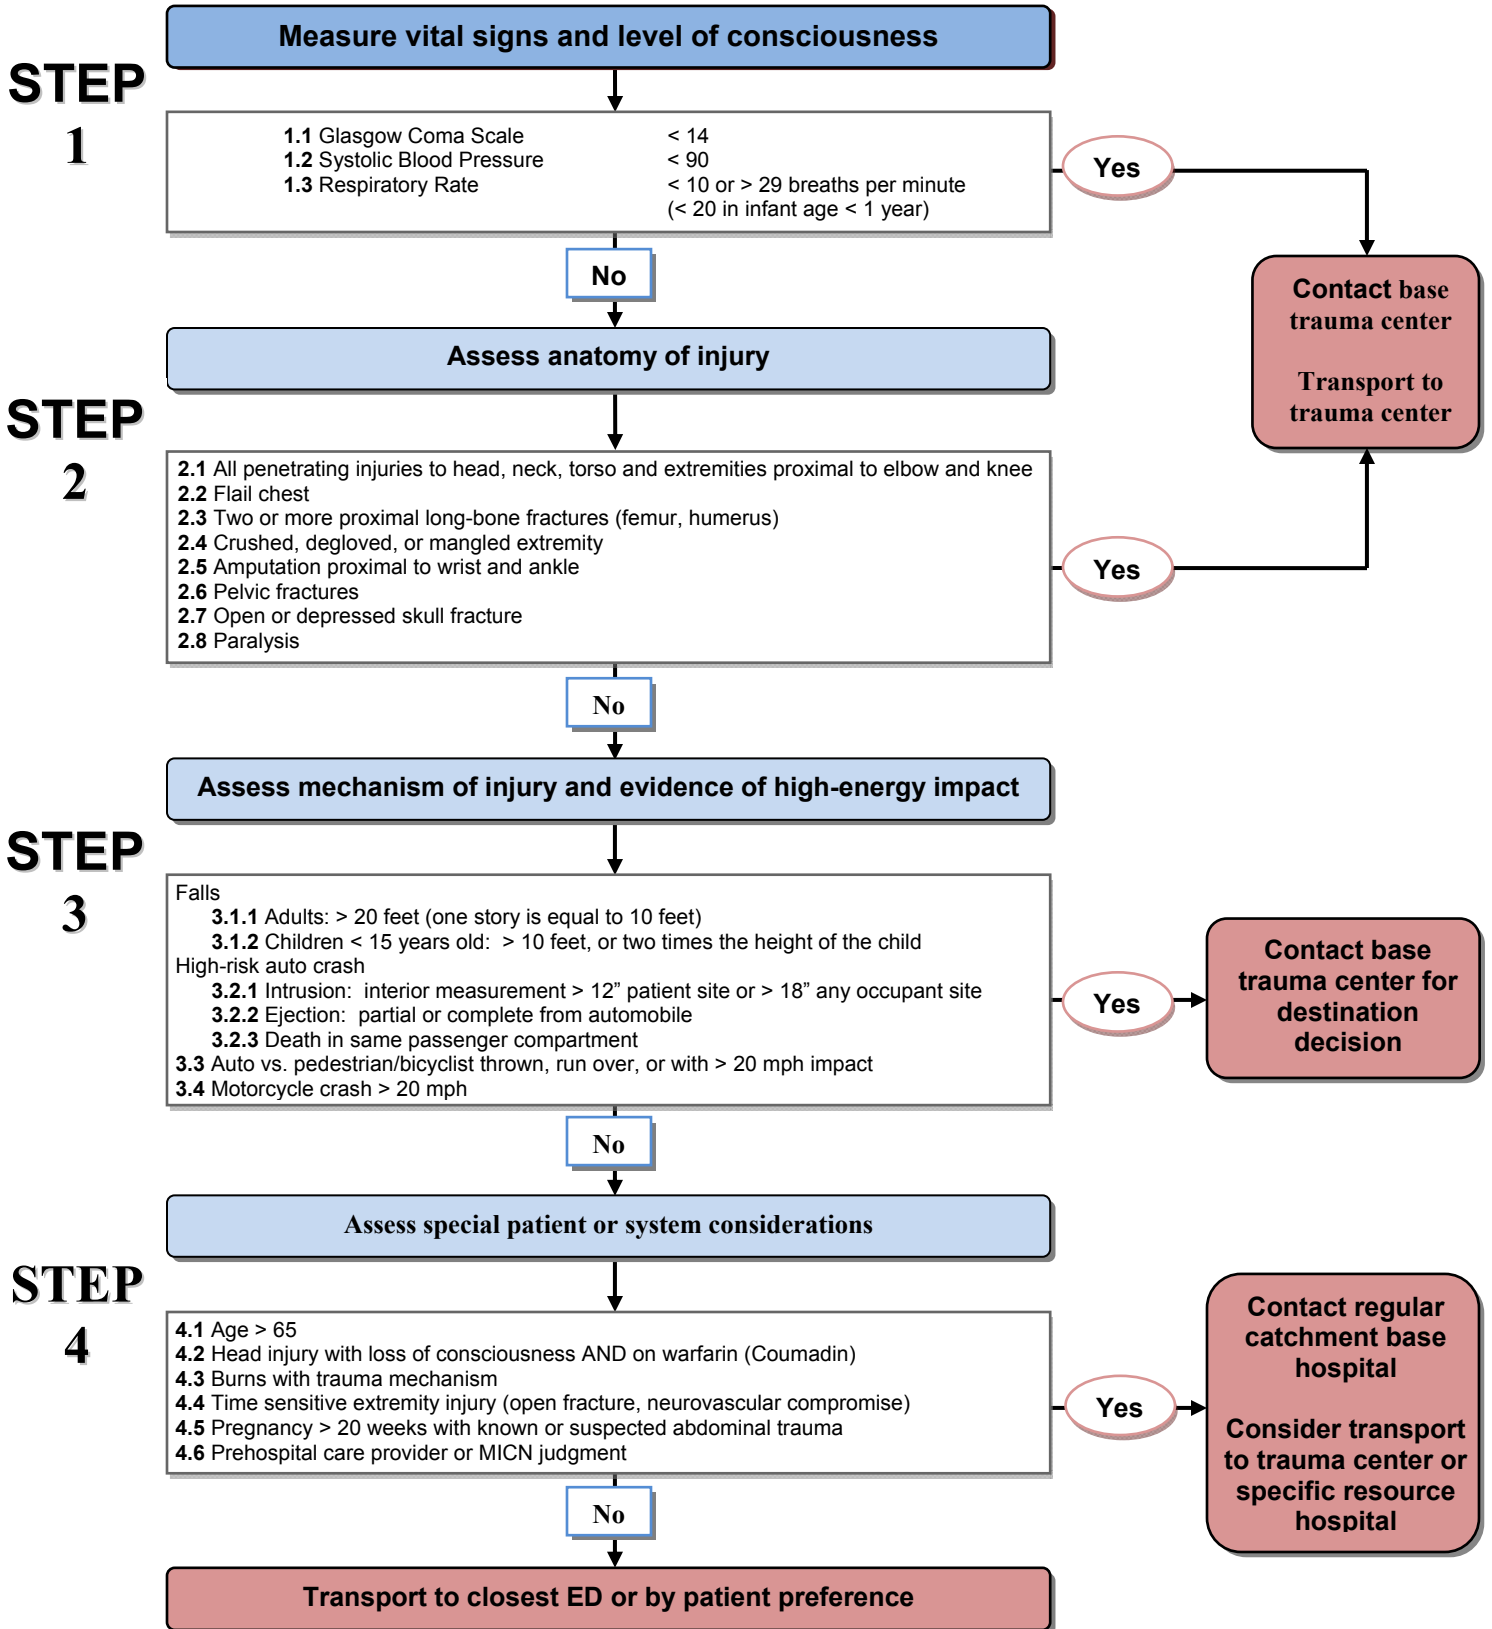 Measure vital signs and level of consciousness
STEP
1
1.1 Glasgow Coma Scale < 14
1.2 Systolic Blood Pressure < 90
1.3 Respiratory Rate < 10 or > 29 breaths per minute
(< 20 in infant age < 1 year)
Yes
No
Contact base
trauma center
Transport to
trauma center
Assess anatomy of injury
STEP
2
2.1 All penetrating injuries to head, neck, torso and extremities proximal to elbow and knee
2.2 Flail chest
2.3 Two or more proximal long-bone fractures (femur, humerus)
2.4 Crushed, degloved, or mangled extremity
2.5 Amputation proximal to wrist and ankle
2.6 Pelvic fractures
2.7 Open or depressed skull fracture
2.8 Paralysis
Yes
No
Assess mechanism of injury and evidence of high-energy impact
STEP
3
Falls
3.1.1 Adults: > 20 feet (one story is equal to 10 feet)
3.1.2 Children < 15 years old:  > 10 feet, or two times the height of the child
High-risk auto crash
3.2.1 Intrusion:  interior measurement > 12” patient site or > 18” any occupant site
3.2.2 Ejection:  partial or complete from automobile
3.2.3 Death in same passenger compartment
3.3 Auto vs. pedestrian/bicyclist thrown, run over, or with > 20 mph impact
3.4 Motorcycle crash > 20 mph
Yes
Contact base
trauma center for
destination
decision
No
Assess special patient or system considerations
STEP
4
4.1 Age > 65
4.2 Head injury with loss of consciousness AND on warfarin (Coumadin)
4.3 Burns with trauma mechanism
4.4 Time sensitive extremity injury (open fracture, neurovascular compromise)
4.5 Pregnancy > 20 weeks with known or suspected abdominal trauma
4.6 Prehospital care provider or MICN judgment
Yes
Contact regular
catchment base
hospital
Consider transport
to trauma center or
specific resource
hospital
No
Transport to closest ED or by patient preference